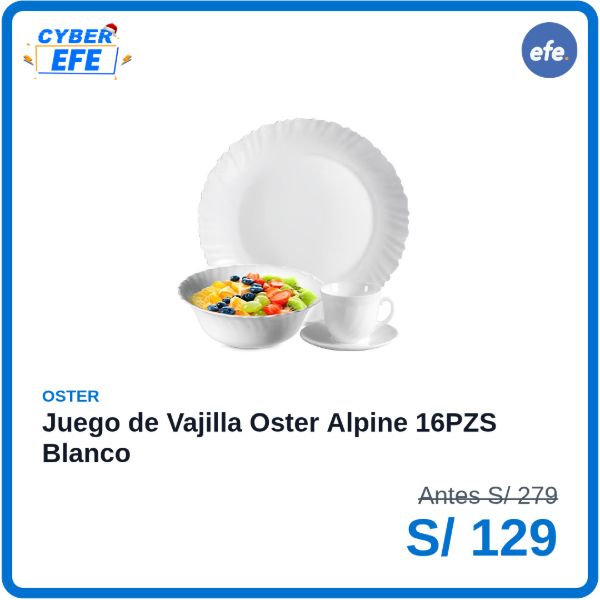 CYBER
EFE
efe.
OSTER
Juego de Vajilla Oster Alpine 16PZS
Blanco
Antes S/ 279
S/ 129